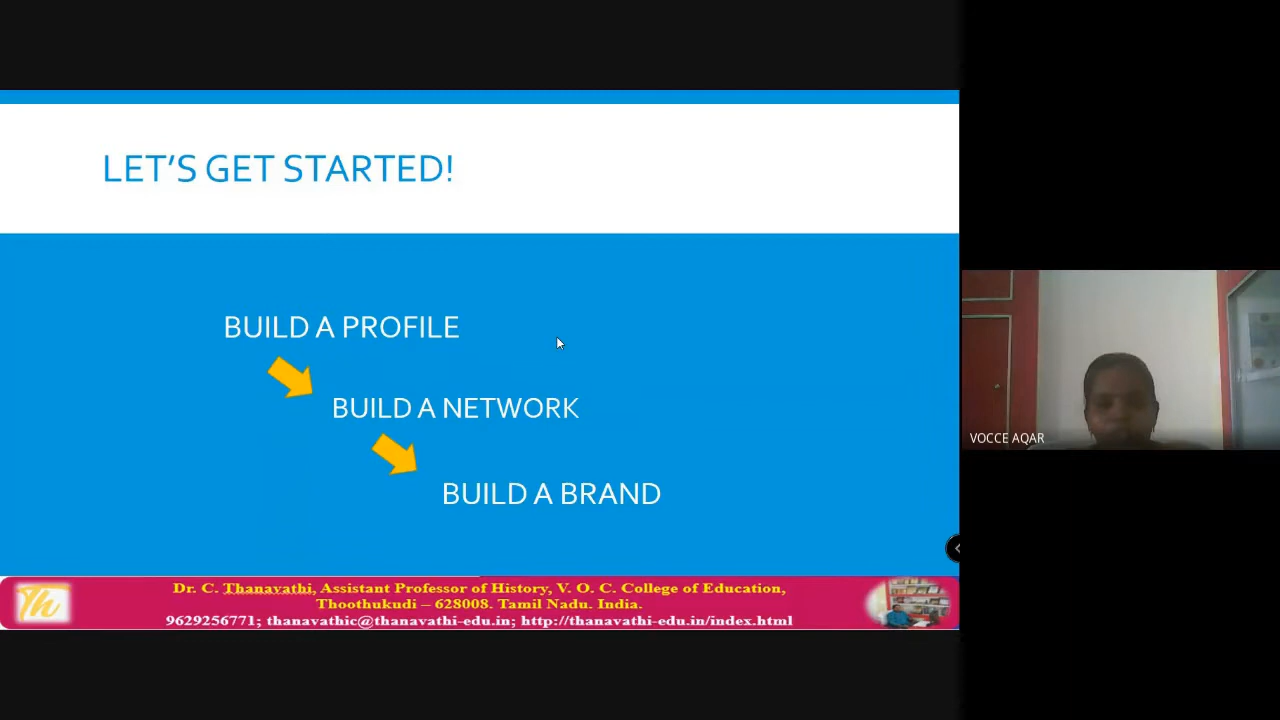 LET'S GET STARTED!
BUILD A PROFILE
BUILD A NETWORK
BUILD A BRAND
VOCCE AQAR
Th
Dr. C. Thanavathi, Assistant Professor of History, V. O. C. College of Education,
Thoothukudi – 628008. Tamil Nadu. India.
9629256771; thanavathic@thanavathi-edu.in; http://thanavathi-edu.in/index.html